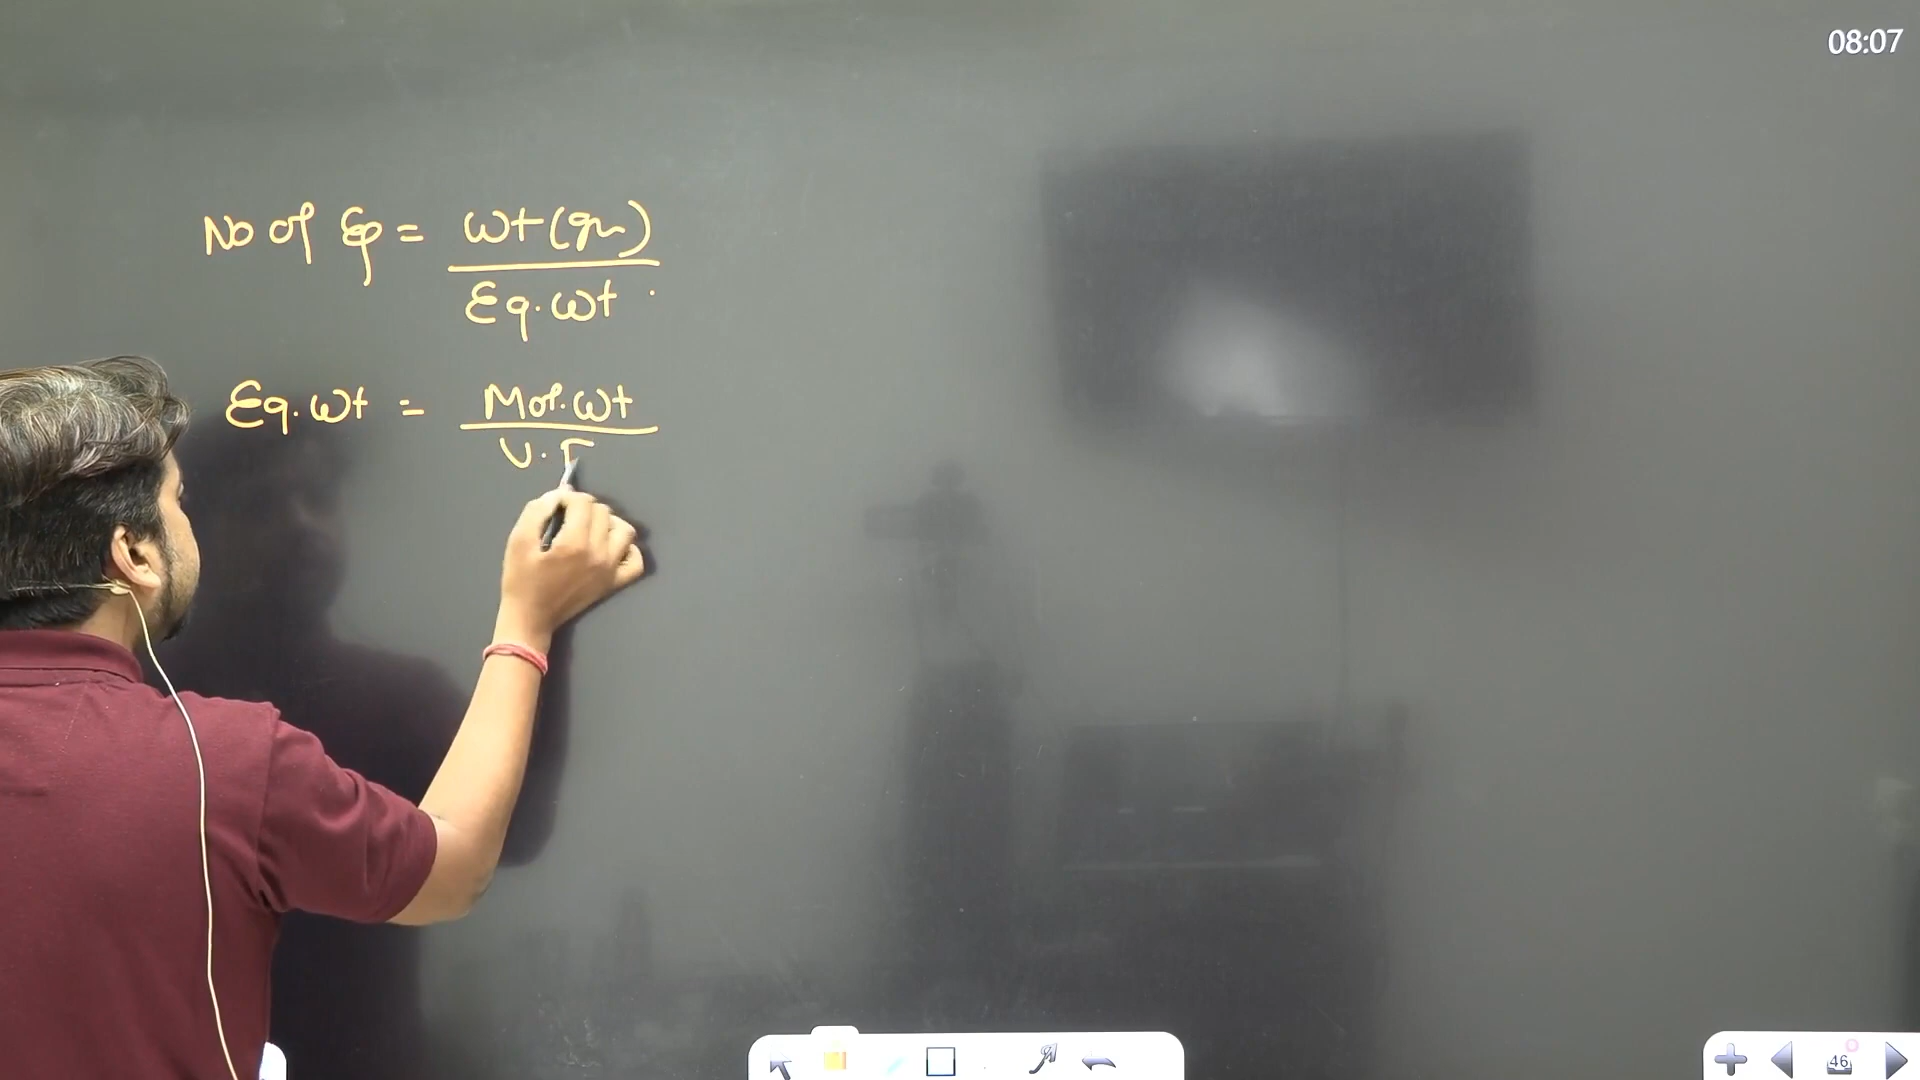 08:07
No of Eq = wt(gm)
Eq.wt
Eq.wt = Mol.wt
V.F
46